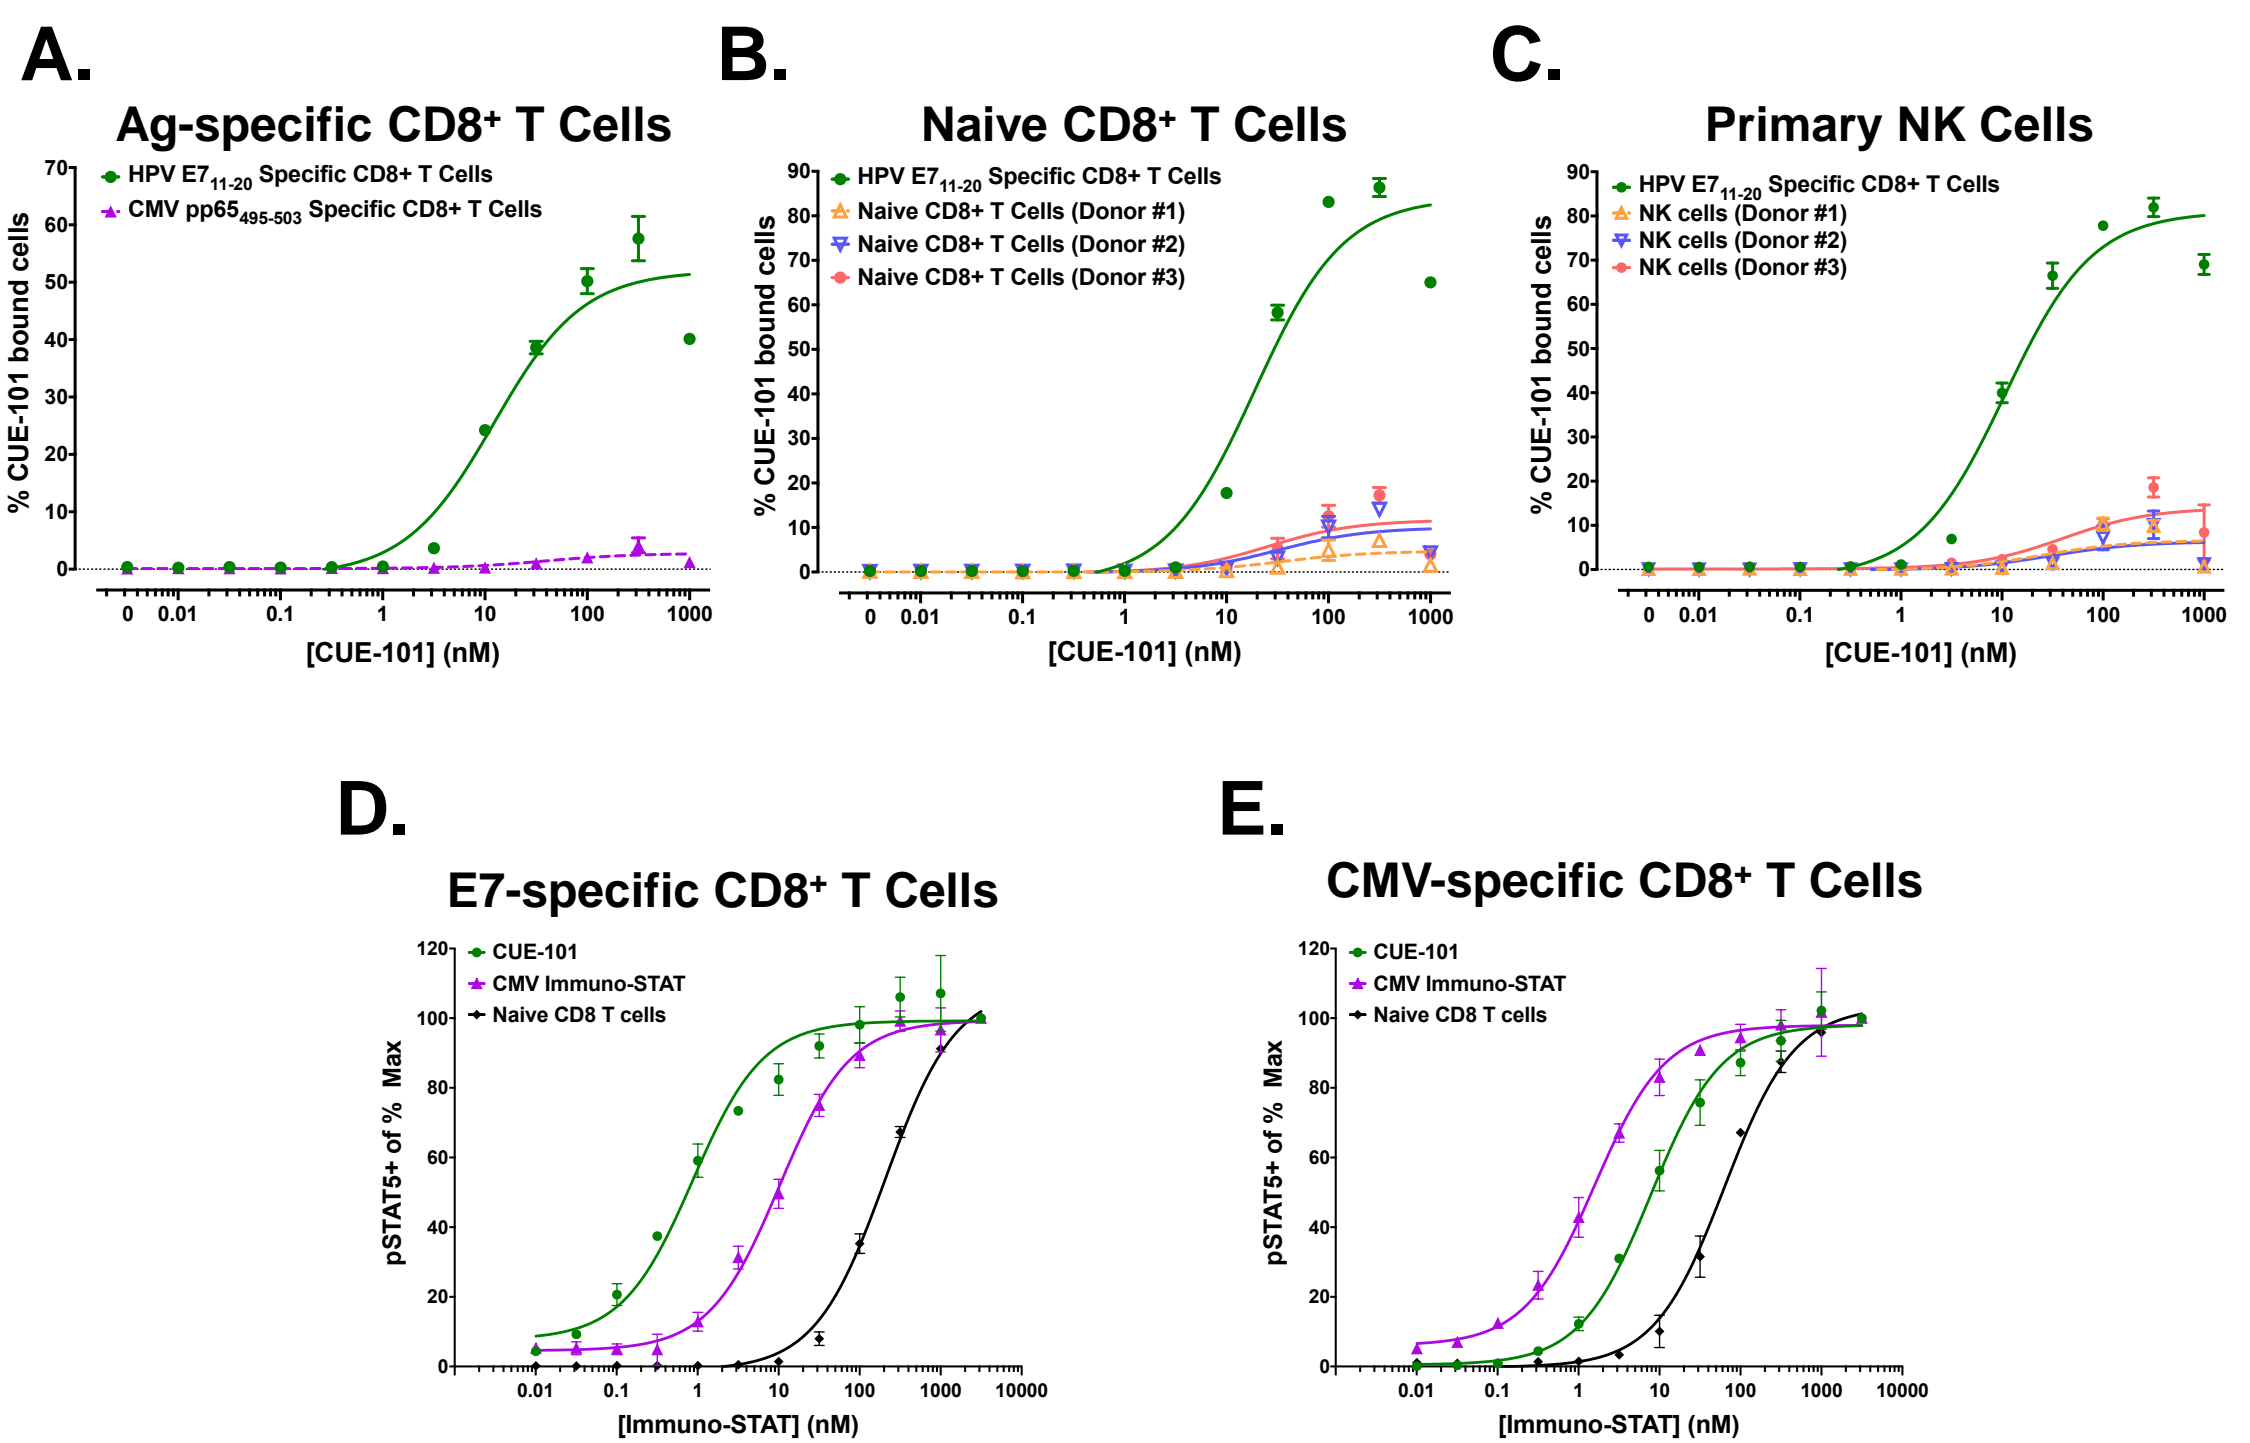 A.
B.
C.
Ag-specific CD8⁺ T Cells
Naive CD8⁺ T Cells
Primary NK Cells
HPV E7₁₁₋₂₀ Specific CD8+ T Cells
CMV pp65₄₉₅₋₅₀₃ Specific CD8+ T Cells
% CUE-101 bound cells
70
60
50
40
30
20
10
0
0 0.01 0.1 1 10 100 1000
[CUE-101] (nM)
HPV E7₁₁₋₂₀ Specific CD8+ T Cells
Naive CD8+ T Cells (Donor #1)
Naive CD8+ T Cells (Donor #2)
Naive CD8+ T Cells (Donor #3)
% CUE-101 bound cells
90
80
70
60
50
40
30
20
10
0
0 0.01 0.1 1 10 100 1000
[CUE-101] (nM)
HPV E7₁₁₋₂₀ Specific CD8+ T Cells
NK cells (Donor #1)
NK cells (Donor #2)
NK cells (Donor #3)
% CUE-101 bound cells
90
80
70
60
50
40
30
20
10
0
0 0.01 0.1 1 10 100 1000
[CUE-101] (nM)
D.
E.
E7-specific CD8⁺ T Cells
CMV-specific CD8⁺ T Cells
CUE-101
CMV Immuno-STAT
Naive CD8 T cells
pSTAT5+ of % Max
120
100
80
60
40
20
0
0.01 0.1 1 10 100 1000 10000
[Immuno-STAT] (nM)
CUE-101
CMV Immuno-STAT
Naive CD8 T cells
pSTAT5+ of % Max
120
100
80
60
40
20
0
0.01 0.1 1 10 100 1000 10000
[Immuno-STAT] (nM)